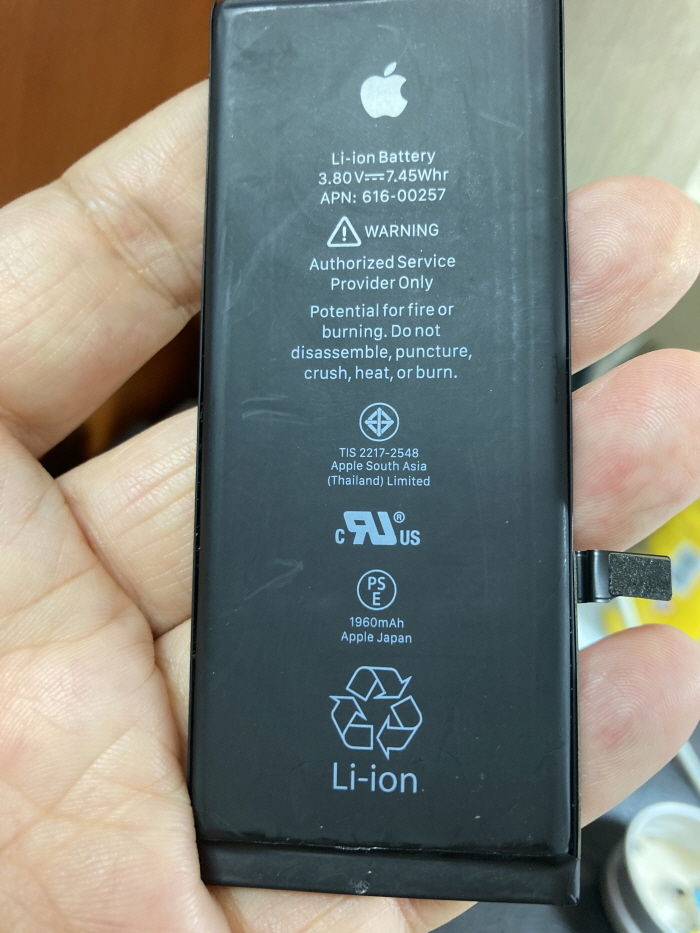 Li-ion Battery
3.80V⎓7.45Whr
APN: 616-00257
WARNING
Authorized Service
Provider Only
Potential for fire or
burning. Do not
disassemble, puncture,
crush, heat, or burn.
TIS 2217-2548
Apple South Asia
(Thailand) Limited
c RU® US
PS
E
1960mAh
Apple Japan
Li-ion